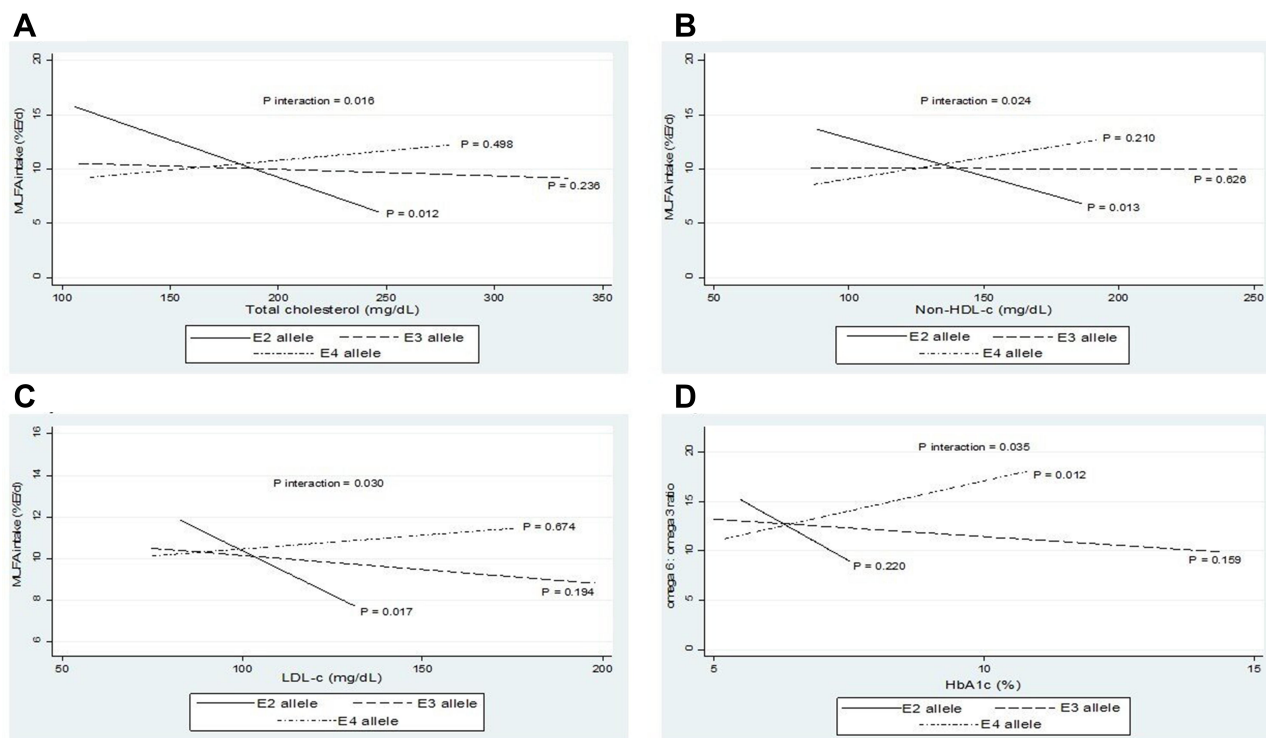 A
MUFA intake (%E/d)
20
15
10
5
0
P interaction = 0.016
P = 0.498
P = 0.236
P = 0.012
100 150 200 250 300 350
Total cholesterol (mg/dL)
E2 allele E3 allele
E4 allele
B
MUFA intake (%E/d)
20
15
10
5
0
P interaction = 0.024
P = 0.210
P = 0.626
P = 0.013
50 100 150 200 250
Non-HDL-c (mg/dL)
E2 allele E3 allele
E4 allele
C
MUFA intake (%E/d)
16
14
12
10
8
6
P interaction = 0.030
P = 0.674
P = 0.194
P = 0.017
50 100 150 200
LDL-c (mg/dL)
E2 allele E3 allele
E4 allele
D
omega 6 : omega 3 ratio
20
15
10
5
0
P interaction = 0.035
P = 0.012
P = 0.159
P = 0.220
5 10 15
HbA1c (%)
E2 allele E3 allele
E4 allele